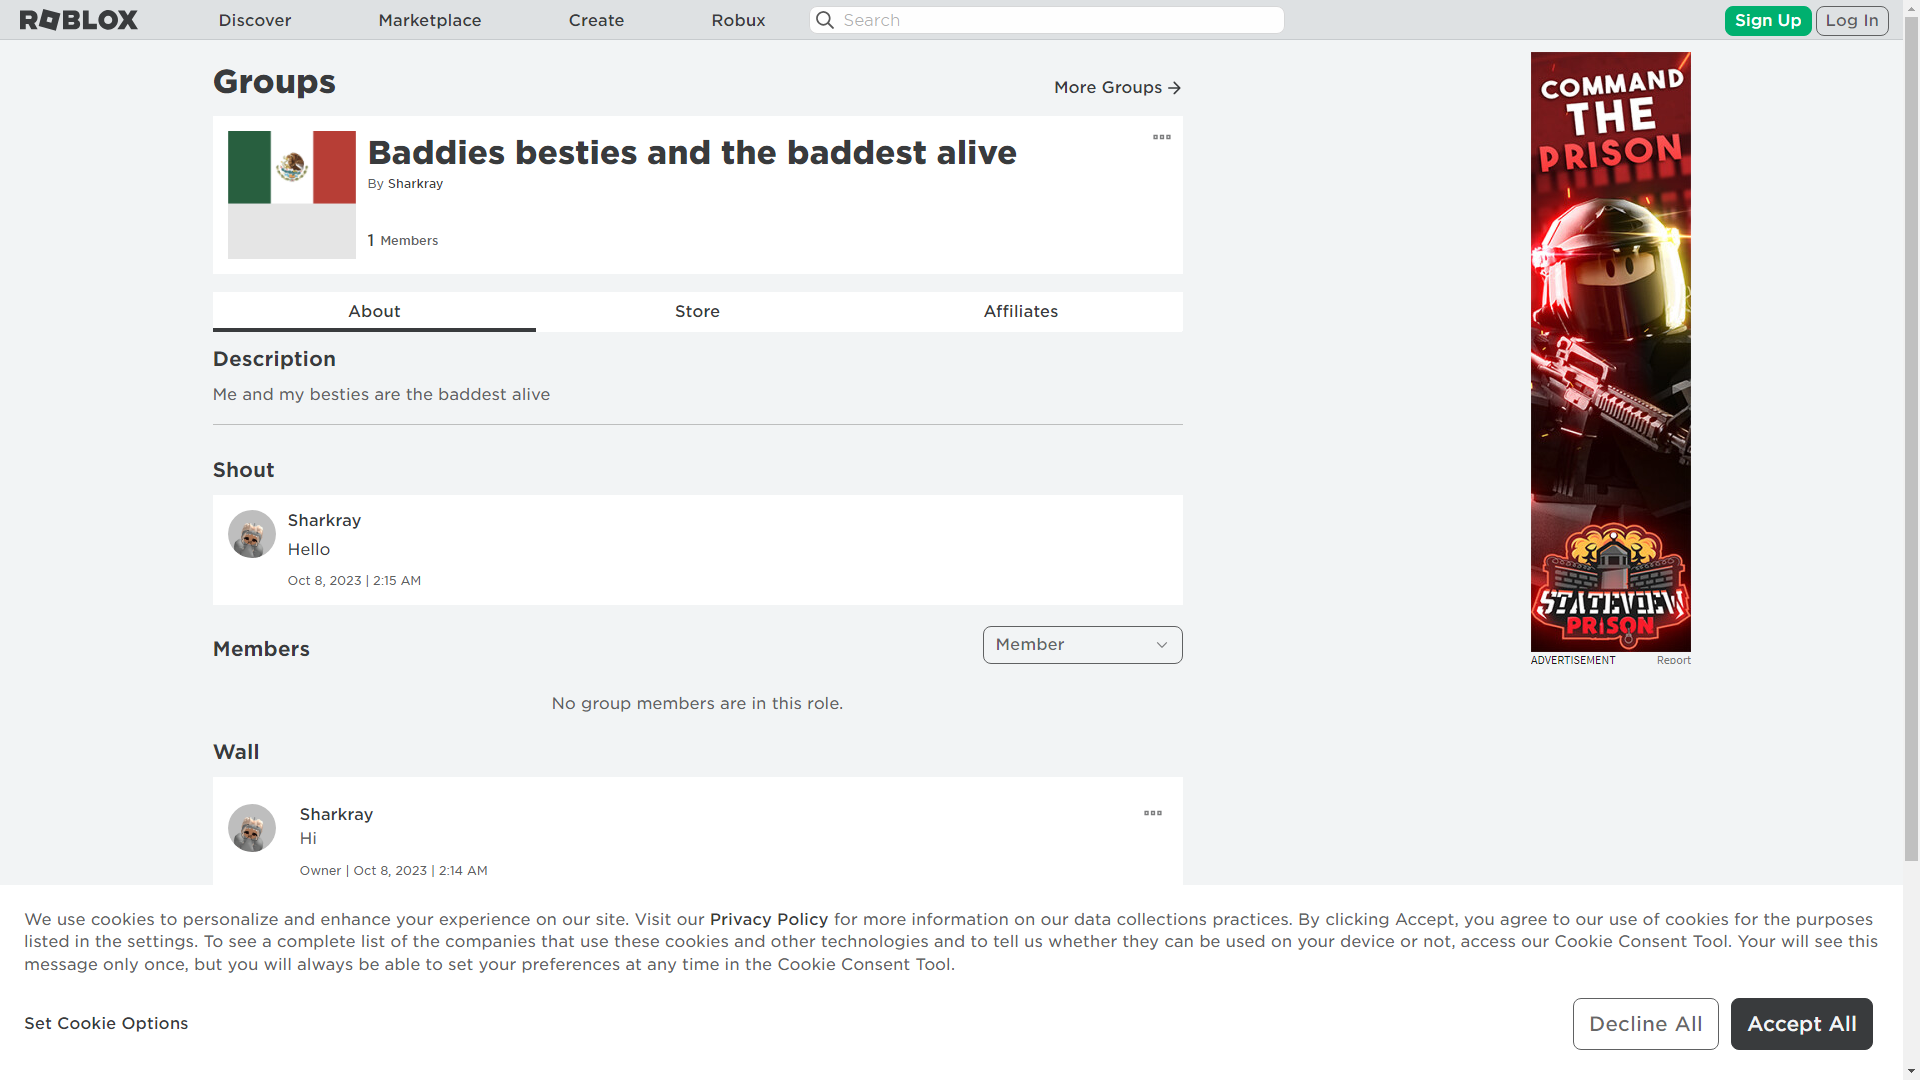 ROBLOX Discover Marketplace Create Robux Search Sign Up Log In
Groups
More Groups
Baddies besties and the baddest alive
By Sharkray
1 Members
About Store Affiliates
Description
Me and my besties are the baddest alive
Shout
Sharkray
Hello
Oct 8, 2023 | 2:15 AM
Members
Member
No group members are in this role.
Wall
Sharkray
Hi
Owner | Oct 8, 2023 | 2:14 AM
COMMAND
THE
PRISON
STATEVIEW
PRISON
ADVERTISEMENT Report
We use cookies to personalize and enhance your experience on our site. Visit our Privacy Policy for more information on our data collections practices. By clicking Accept, you agree to our use of cookies for the purposes
listed in the settings. To see a complete list of the companies that use these cookies and other technologies and to tell us whether they can be used on your device or not, access our Cookie Consent Tool. Your will see this
message only once, but you will always be able to set your preferences at any time in the Cookie Consent Tool.
Set Cookie Options
Decline All
Accept All